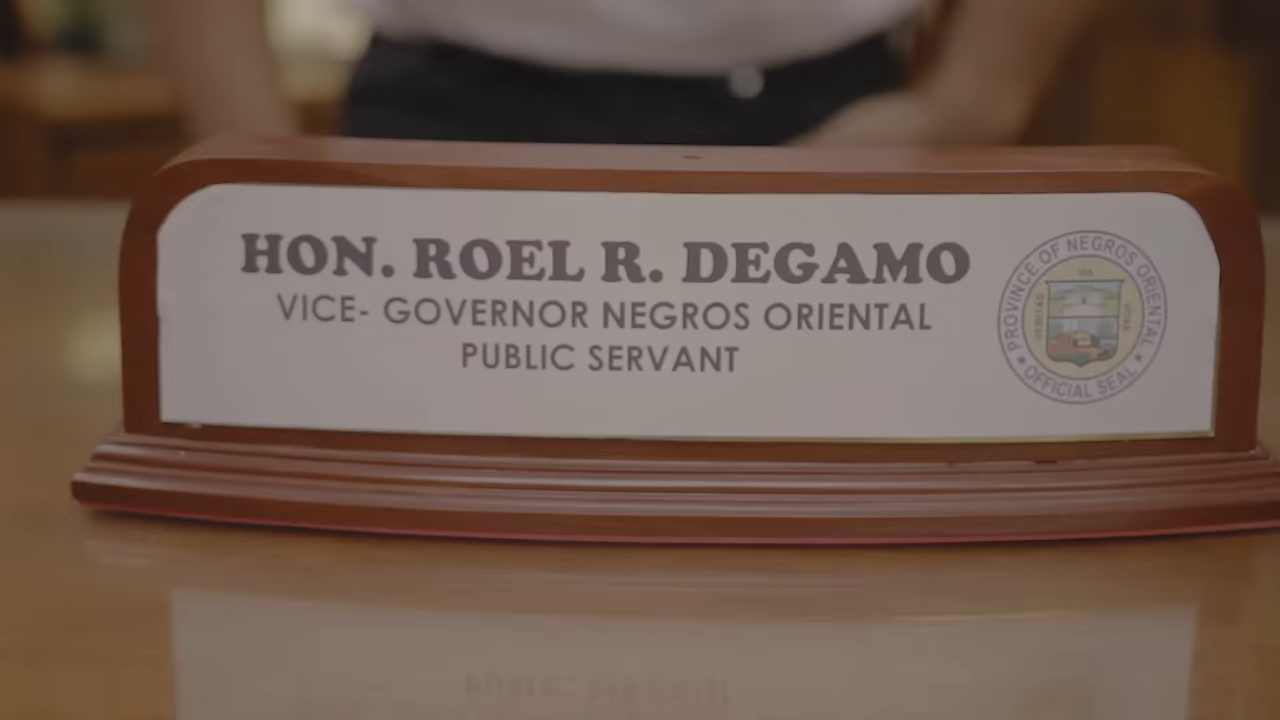 HON. ROEL R. DEGAMO
VICE- GOVERNOR NEGROS ORIENTAL
PUBLIC SERVANT
PROVINCE OF NEGROS ORIENTAL
★ OFFICIAL SEAL ★